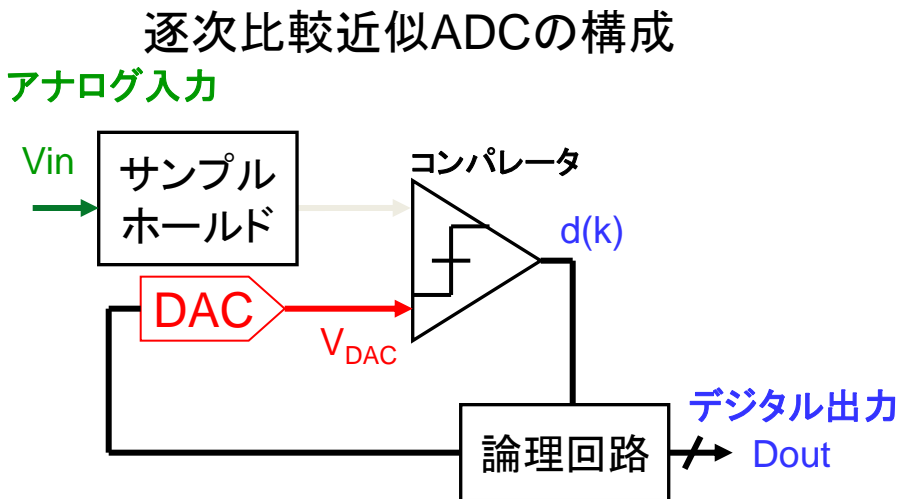 逐次比較近似ADCの構成
アナログ入力
Vin
サンプル
ホールド
コンパレータ
d(k)
DAC
VDAC
デジタル出力
論理回路
Dout